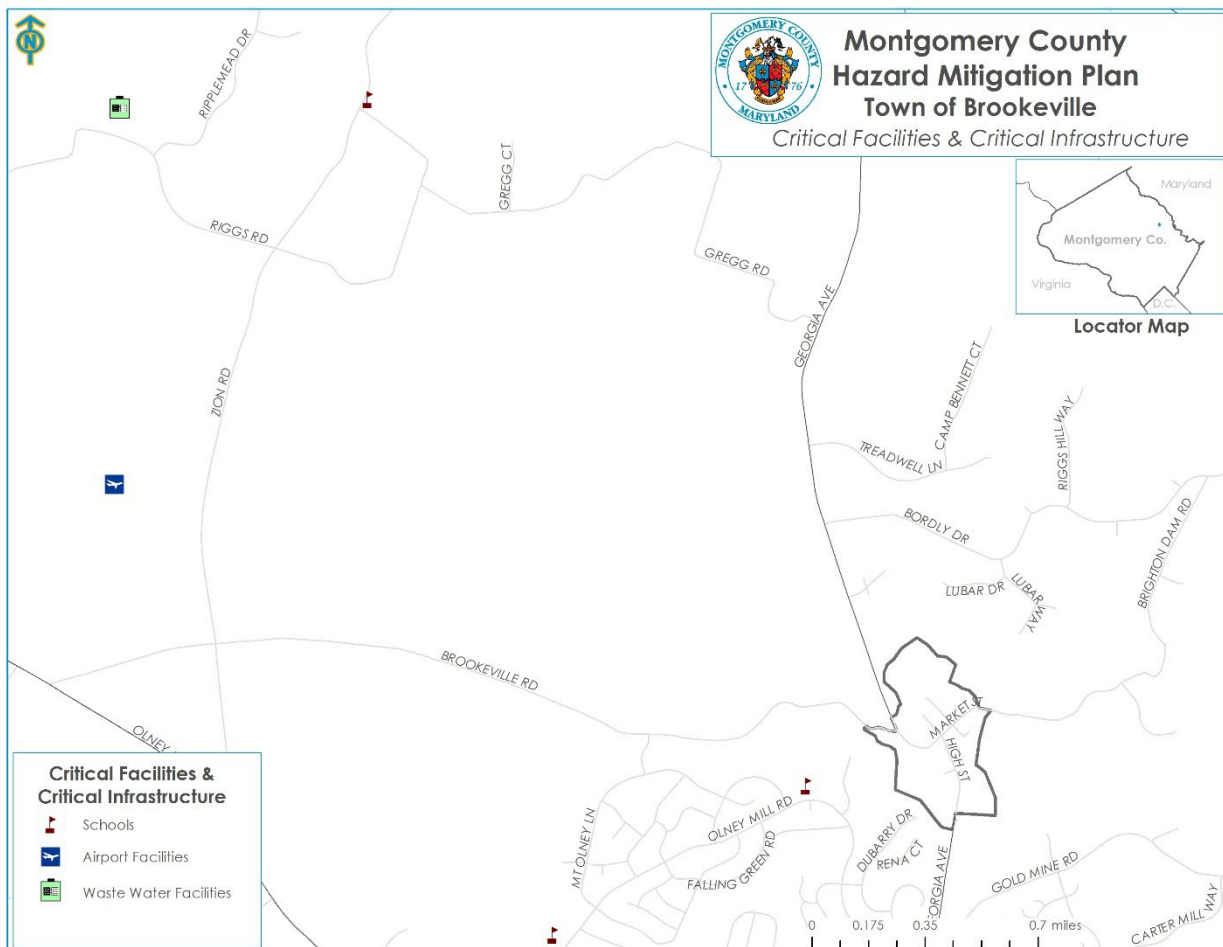 N
Montgomery County
Hazard Mitigation Plan
Town of Brookeville
Critical Facilities & Critical Infrastructure
MONTGOMERY COUNTY
17 76
MARYLAND
Maryland
Montgomery Co.
Virginia
D.C.
Locator Map
RIPPLEMEAD DR
GREGG CT
RIGGS RD
GREGG RD
GEORGIA AVE
ZION RD
CAMP BENNETT CT
TREADWELL LN
RIGGS HILL WAY
BORDLY DR
BRIGHTON DAM RD
LUBAR DR
LUBAR WAY
BROOKEVILLE RD
MARKET ST
HIGH ST
OLNEY
MT OLNEY LN
OLNEY MILL RD
DUBARRY DR
RENA CT
FALLING GREEN RD
ORGIA AVE
GOLD MINE RD
CARTER MILL WAY
Critical Facilities &
Critical Infrastructure
Schools
Airport Facilities
Waste Water Facilities
0 0.175 0.35 0.7 miles